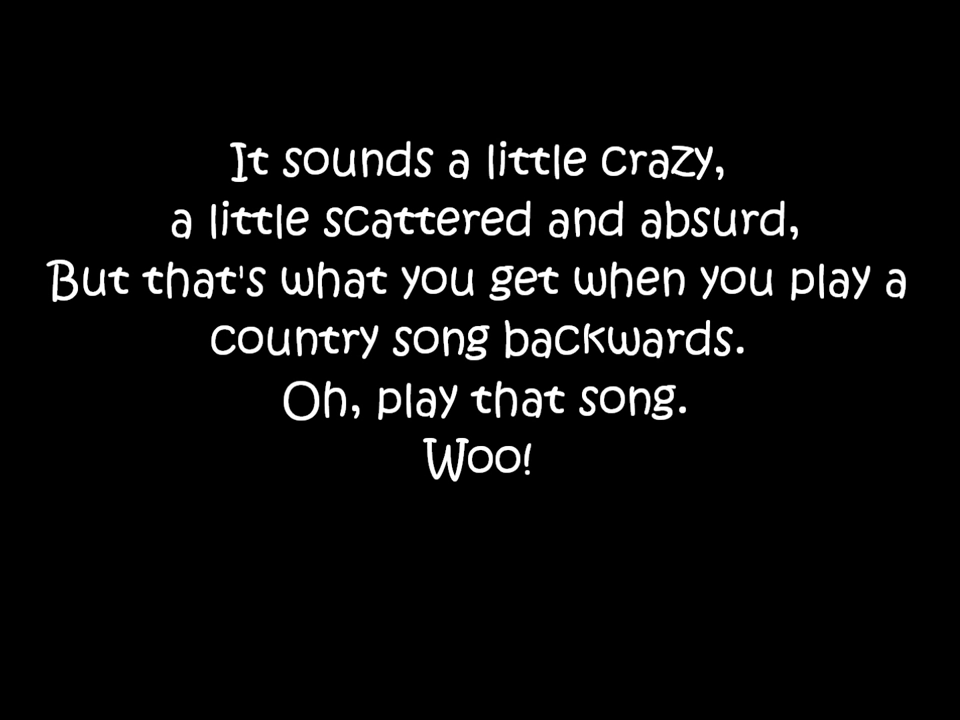 It sounds a little crazy,
a little scattered and absurd,
But that's what you get when you play a
country song backwards.
Oh, play that song.
Woo!